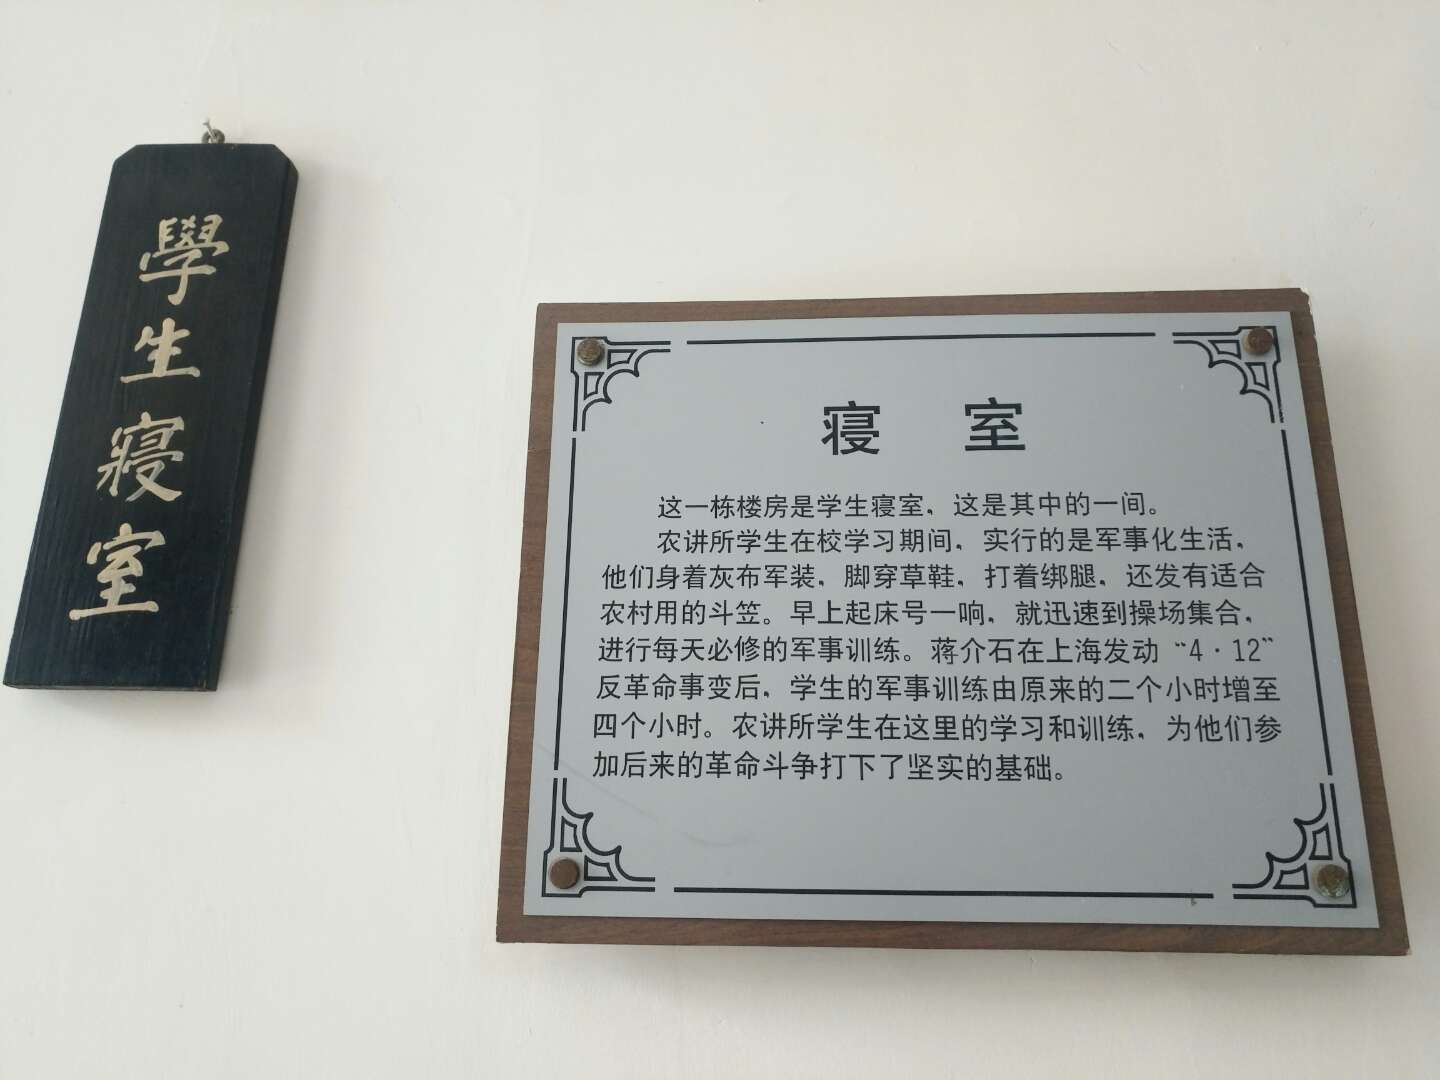 學生寢室
寝 室
这一栋楼房是学生寝室，这是其中的一间。
农讲所学生在校学习期间，实行的是军事化生活，
他们身着灰布军装，脚穿草鞋，打着绑腿，还发有适合
农村用的斗笠。早上起床号一响，就迅速到操场集合，
进行每天必修的军事训练。蒋介石在上海发动“4·12”
反革命事变后，学生的军事训练由原来的二个小时增至
四个小时。农讲所学生在这里的学习和训练，为他们参
加后来的革命斗争打下了坚实的基础。